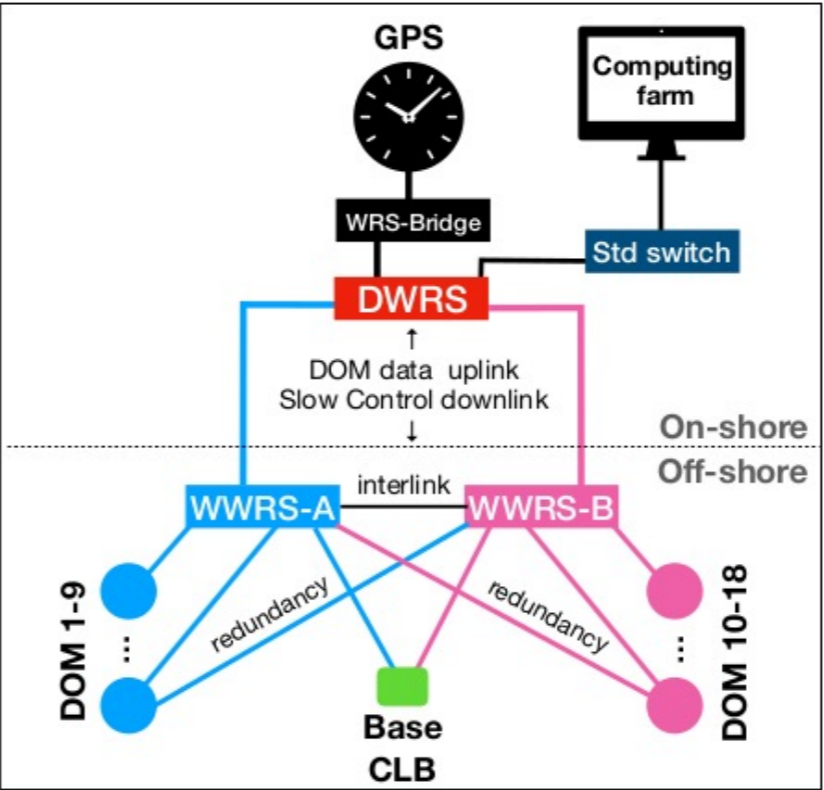 GPS
Computing
farm
WRS-Bridge
Std switch
DWRS
↑
DOM data uplink
Slow Control downlink
↓
On-shore
Off-shore
interlink
WWRS-A
WWRS-B
redundancy
redundancy
DOM 1-9
...
DOM 10-18
...
Base
CLB